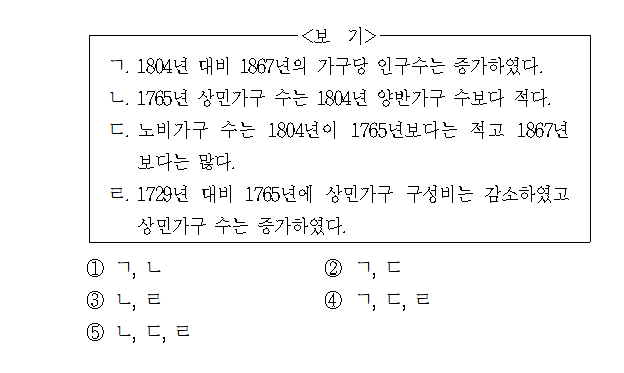 <보 기>
ㄱ. 1804년 대비 1867년의 가구당 인구수는 증가하였다.
ㄴ. 1765년 상민가구 수는 1804년 양반가구 수보다 적다.
ㄷ. 노비가구 수는 1804년이 1765년보다는 적고 1867년
보다는 많다.
ㄹ. 1729년 대비 1765년에 상민가구 구성비는 감소하였고
상민가구 수는 증가하였다.
① ㄱ, ㄴ ② ㄱ, ㄷ
③ ㄴ, ㄹ ④ ㄱ, ㄷ, ㄹ
⑤ ㄴ, ㄷ, ㄹ